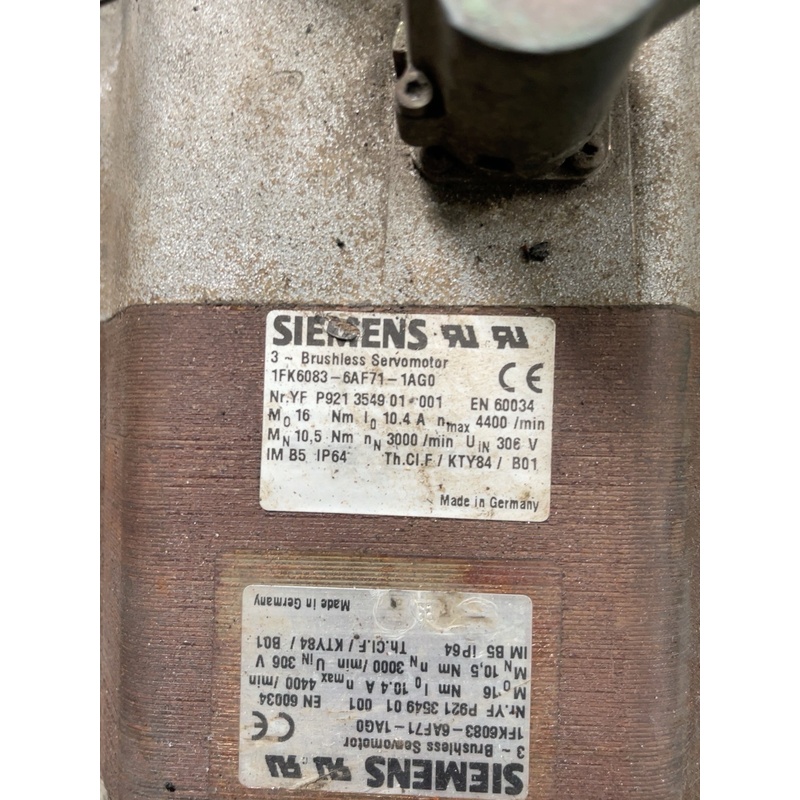 SIEMENS
3 ~ Brushless Servomotor
1FK6083-6AF71-1AG0 CE
Nr.YF P921 3549 01 001 EN 60034
M0 16 Nm I0 10.4 A nmax 4400 /min
MN 10,5 Nm nN 3000 /min UIN 306 V
IM B5 IP64 Th.Cl.F / KTY84 / B01
Made in Germany
SIEMENS
3 ~ Brushless Servomotor
1FK6083-6AF71-1AG0 CE
Nr.YF P921 3549 01 001 EN 60034
M0 16 Nm I0 10.4 A nmax 4400 /min
MN 10,5 Nm nN 3000 /min UIN 306 V
IM B5 IP64 Th.Cl.F / KTY84 / B01
Made in Germany